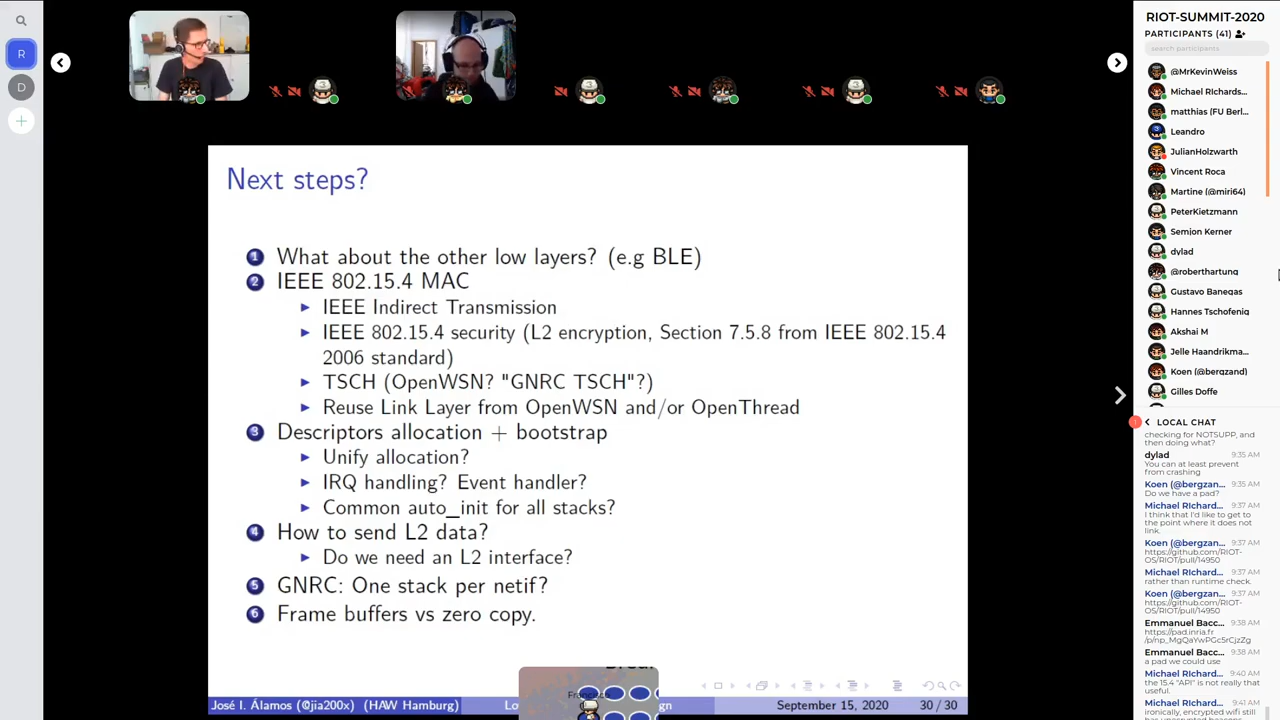 RIOT-SUMMIT-2020
PARTICIPANTS (41)
search participants
R
D
@MrKevinWeiss
Michael RIchards...
matthias (FU Berl...
Leandro
JulianHolzwarth
Vincent Roca
Martine (@miri64)
PeterKietzmann
Semjon Kerner
dylad
@roberthartung
Gustavo Banegas
Hannes Tschofenig
Akshai M
Jelle Haandrikma...
Koen (@bergzand)
Gilles Doffe
Next steps?
1 What about the other low layers? (e.g BLE)
2 IEEE 802.15.4 MAC
IEEE Indirect Transmission
IEEE 802.15.4 security (L2 encryption, Section 7.5.8 from IEEE 802.15.4
2006 standard)
TSCH (OpenWSN? "GNRC TSCH"?)
Reuse Link Layer from OpenWSN and/or OpenThread
3 Descriptors allocation + bootstrap
Unify allocation?
IRQ handling? Event handler?
Common auto_init for all stacks?
4 How to send L2 data?
Do we need an L2 interface?
5 GNRC: One stack per netif?
6 Frame buffers vs zero copy.
José I. Álamos (@jia200x) (HAW Hamburg)
September 15, 2020
30 / 30
LOCAL CHAT
checking for NOTSUPP, and
then doing what?
dylad 9:35 AM
You can at least prevent
from crashing
Koen (@bergzan... 9:35 AM
Do we have a pad?
Michael RIchard... 9:37 AM
I think that I'd like to get to
the point where it does not
link.
Koen (@bergzan... 9:37 AM
https://github.com/RIOT-
OS/RIOT/pull/14950
Michael RIchard... 9:37 AM
rather than runtime check.
Koen (@bergzan... 9:37 AM
https://github.com/RIOT-
OS/RIOT/pull/14950
Emmanuel Bacc... 9:38 AM
https://pad.inria.fr
/p/np_MgQaYwPGc5rCjzZg
Emmanuel Bacc... 9:38 AM
a pad we could use
Michael RIchard... 9:40 AM
the 15.4 "API" is not really that
useful.
Michael RIchard... 9:41 AM
ironically, encrypted wifi still